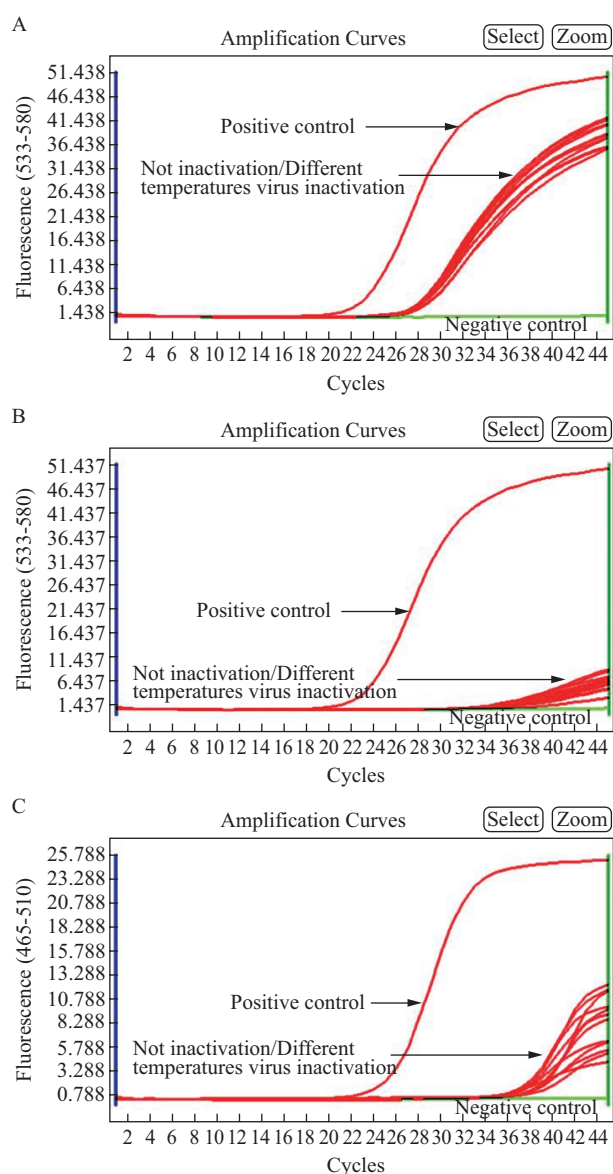 A
Amplification Curves Select Zoom
Fluorescence (533-580)
51.438
46.438
41.438
36.438
31.438
26.438
21.438
16.438
11.438
6.438
1.438
Positive control
Not inactivation/Different
temperatures virus inactivation
Negative control
2 4 6 8 10 12 14 16 18 20 22 24 26 28 30 32 34 36 38 40 42 44
Cycles
B
Amplification Curves Select Zoom
Fluorescence (533-580)
51.437
46.437
41.437
36.437
31.437
26.437
21.437
16.437
11.437
6.437
1.437
Positive control
Not inactivation/Different
temperatures virus inactivation
Negative control
2 4 6 8 10 12 14 16 18 20 22 24 26 28 30 32 34 36 38 40 42 44
Cycles
C
Amplification Curves Select Zoom
Fluorescence (465-510)
25.788
23.288
20.788
18.288
15.788
13.288
10.788
8.288
5.788
3.288
0.788
Positive control
Not inactivation/Different
temperatures virus inactivation
Negative control
2 4 6 8 10 12 14 16 18 20 22 24 26 28 30 32 34 36 38 40 42 44
Cycles